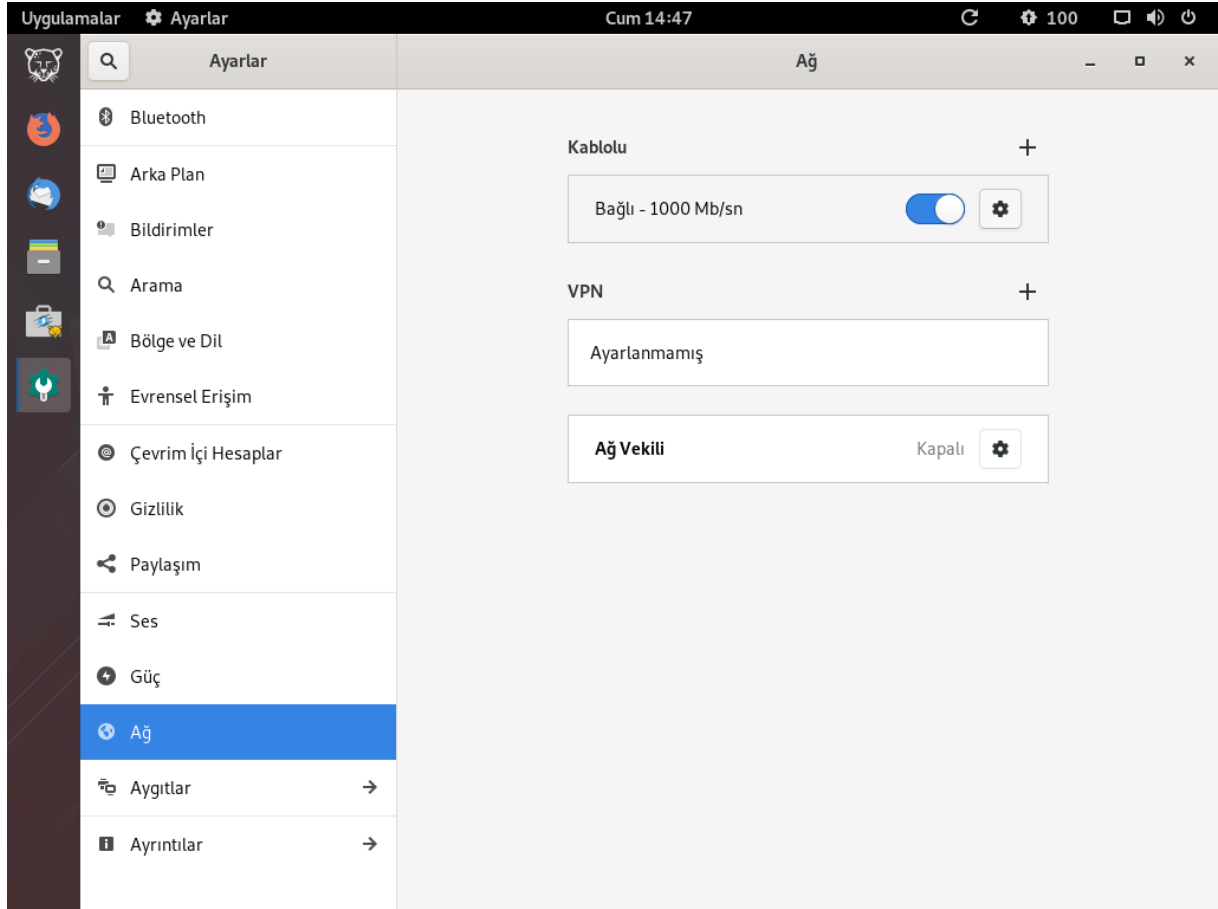 Uygulamalar Ayarlar Cum 14:47 100
Ayarlar
Ağ
Bluetooth
Arka Plan
Bildirimler
Arama
Bölge ve Dil
Evrensel Erişim
Çevrim İçi Hesaplar
Gizlilik
Paylaşım
Ses
Güç
Ağ
Aygıtlar
Ayrıntılar
Kablolu
Bağlı - 1000 Mb/sn
VPN
Ayarlanmamış
Ağ Vekili Kapalı